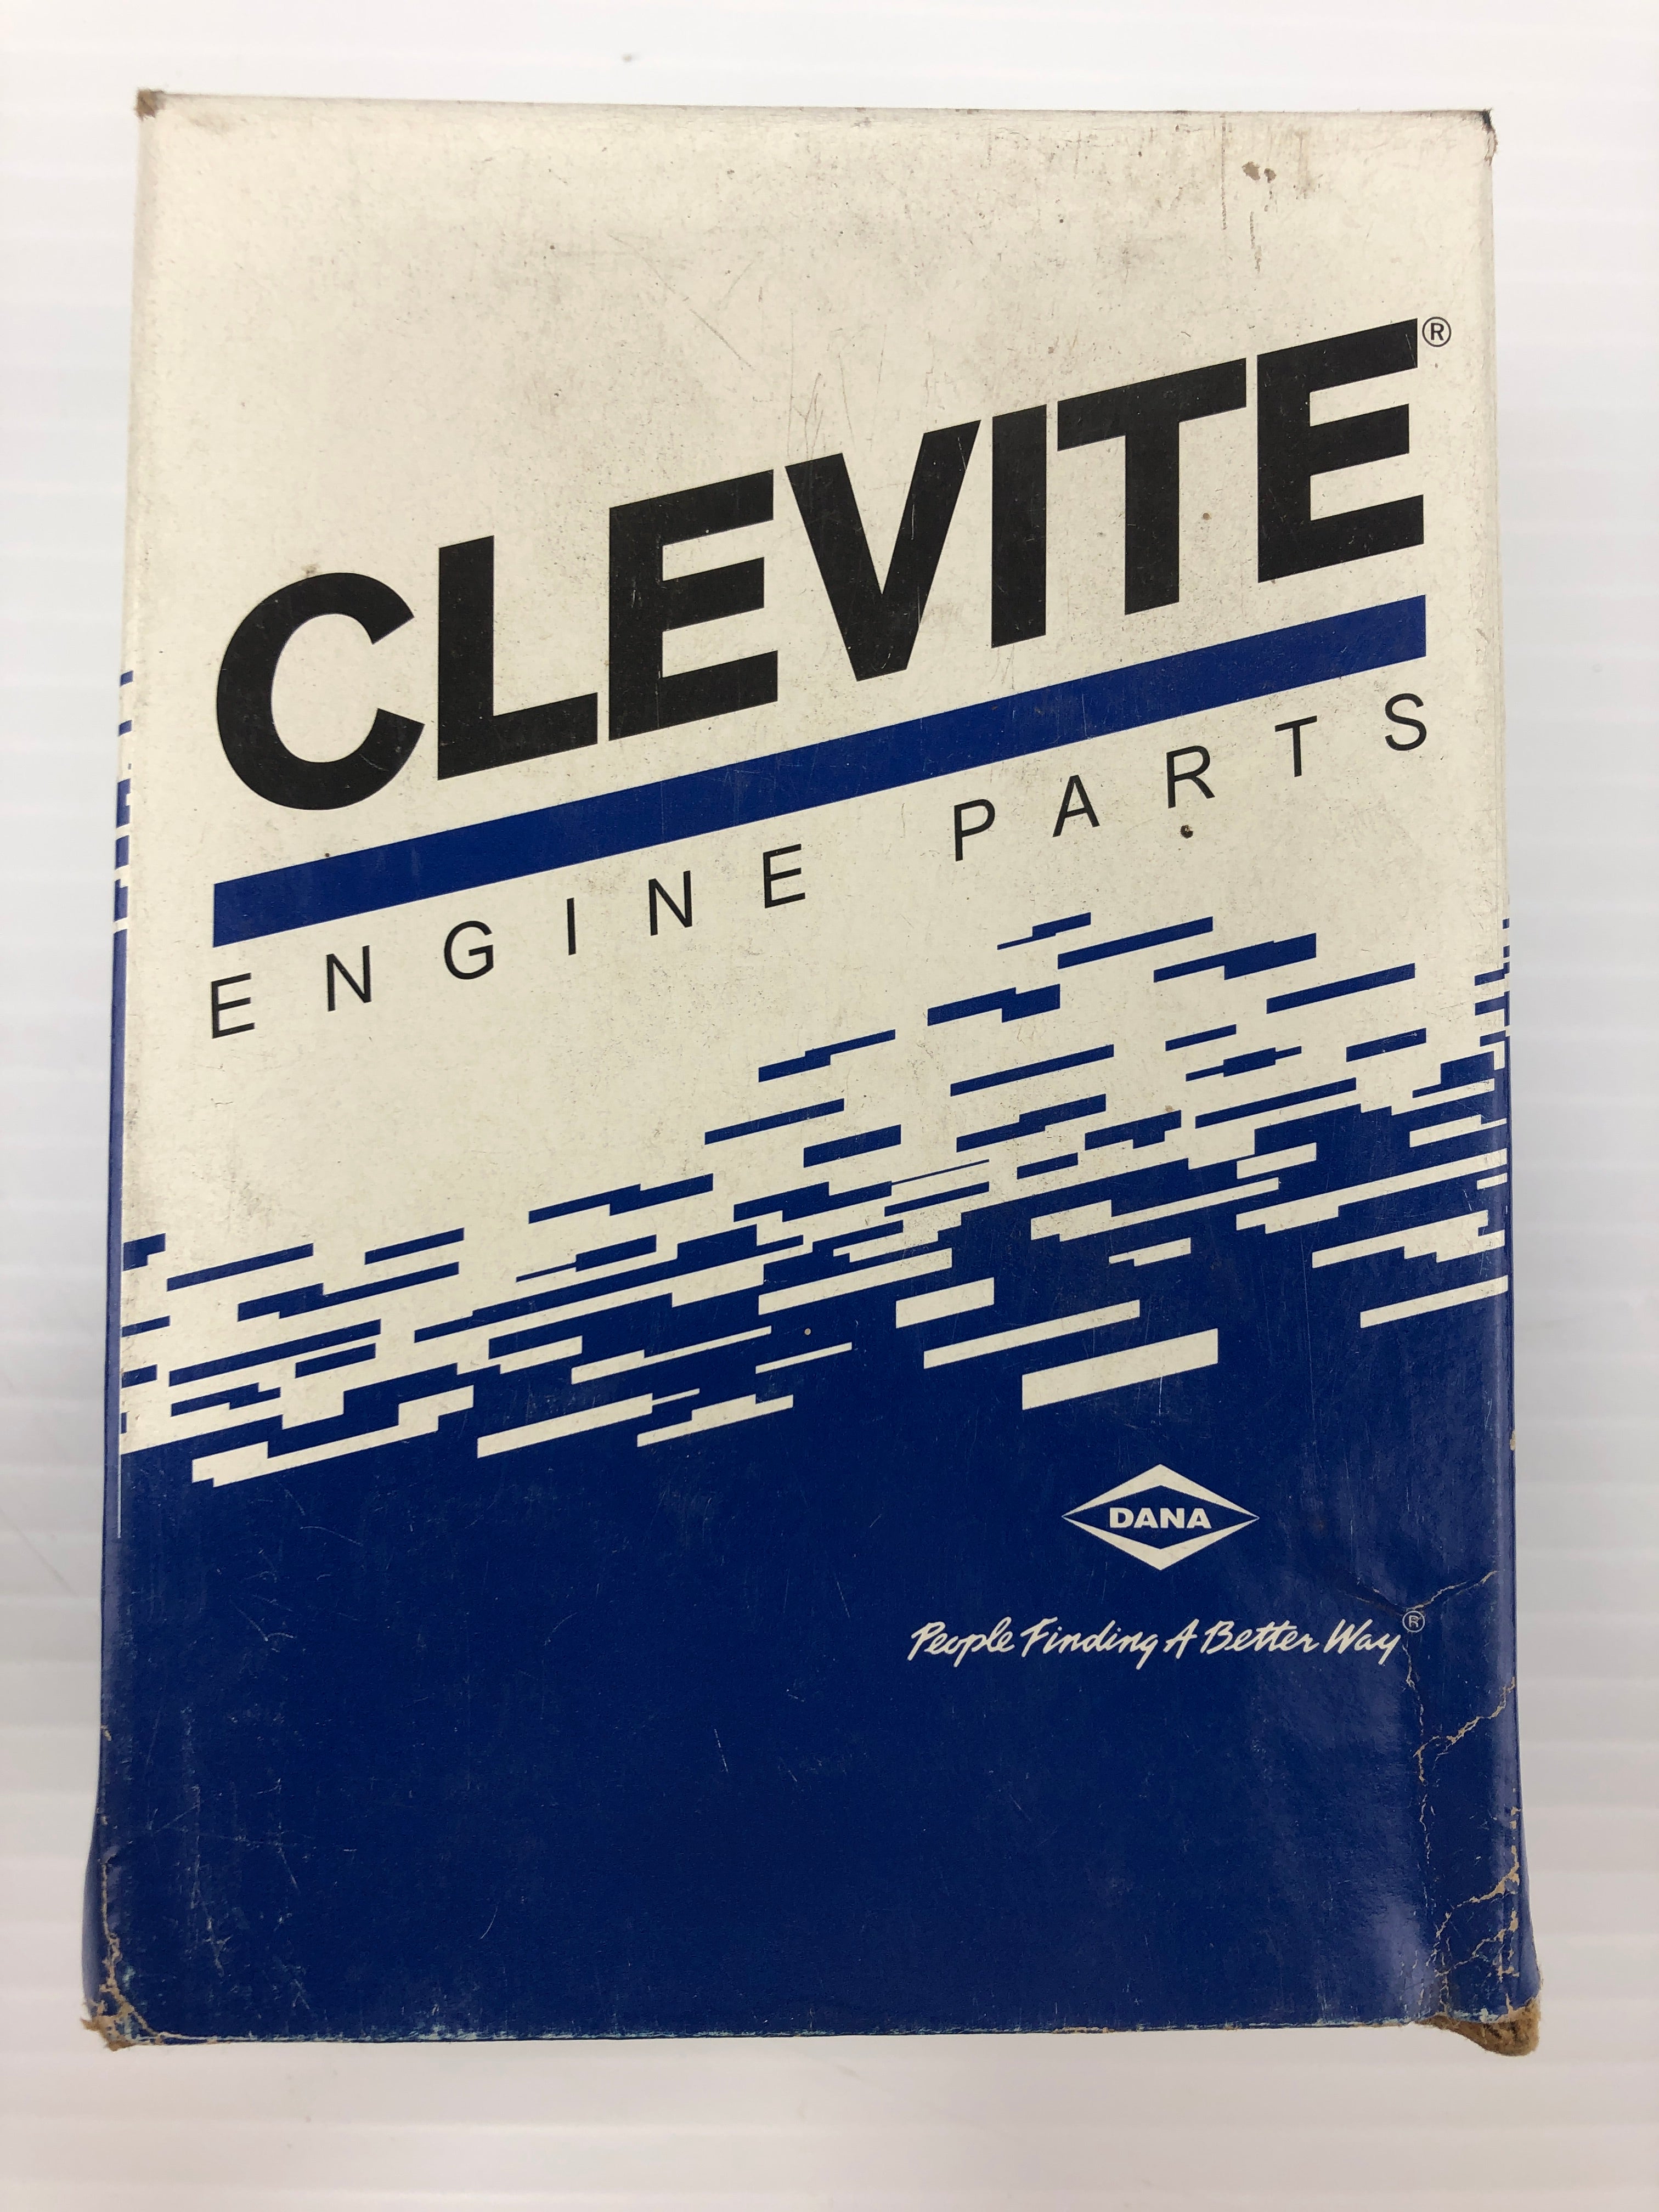 CLEVITE®
ENGINE PARTS
DANA
People Finding A Better Way®